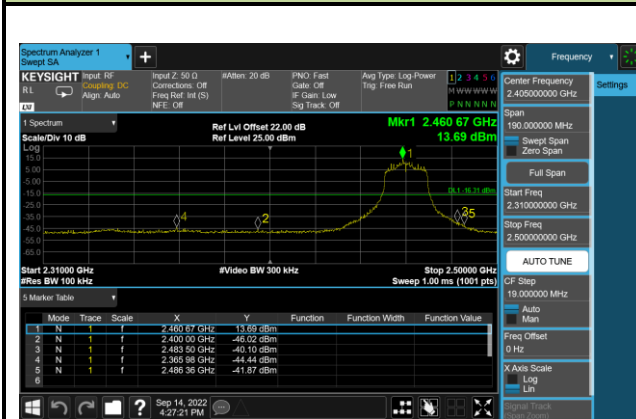 Spectrum Analyzer 1
Swept SA
+
Frequency
KEYSIGHT
RL
LXI
Input: RF
Coupling: DC
Align: Auto
Input Z: 50 Ω
Corrections: Off
Freq Ref: Int (S)
NFE: Off
#Atten: 20 dB
PNO: Fast
Gate: Off
IF Gain: Low
Sig Track: Off
Avg Type: Log-Power
Trig: Free Run
1 2 3 4 5 6
M W W W W W
P N N N N N
Center Frequency
2.405000000 GHz
Settings
Span
190.000000 MHz
Swept Span
Zero Span
Full Span
Start Freq
2.310000000 GHz
Stop Freq
2.500000000 GHz
AUTO TUNE
CF Step
19.000000 MHz
Auto
Man
Freq Offset
0 Hz
X Axis Scale
Log
Lin
Signal Track
(Span Zoom)
1 Spectrum
Scale/Div 10 dB
Ref Lvl Offset 22.00 dB
Ref Level 25.00 dBm
Mkr1 2.460 67 GHz
13.69 dBm
Log
15.0
5.00
-5.00
-15.0
-25.0
-35.0
-45.0
-55.0
-65.0
1
DL1 -16.31 dBm
4
2
35
Start 2.31000 GHz
#Res BW 100 kHz
#Video BW 300 kHz
Stop 2.50000 GHz
Sweep 1.00 ms (1001 pts)
5 Marker Table
Mode Trace Scale X Y Function Function Width Function Value
1 N 1 f 2.460 67 GHz 13.69 dBm
2 N 1 f 2.400 00 GHz -46.02 dBm
3 N 1 f 2.483 50 GHz -40.10 dBm
4 N 1 f 2.365 98 GHz -44.44 dBm
5 N 1 f 2.486 36 GHz -41.87 dBm
6
?
Sep 14, 2022
4:27:21 PM